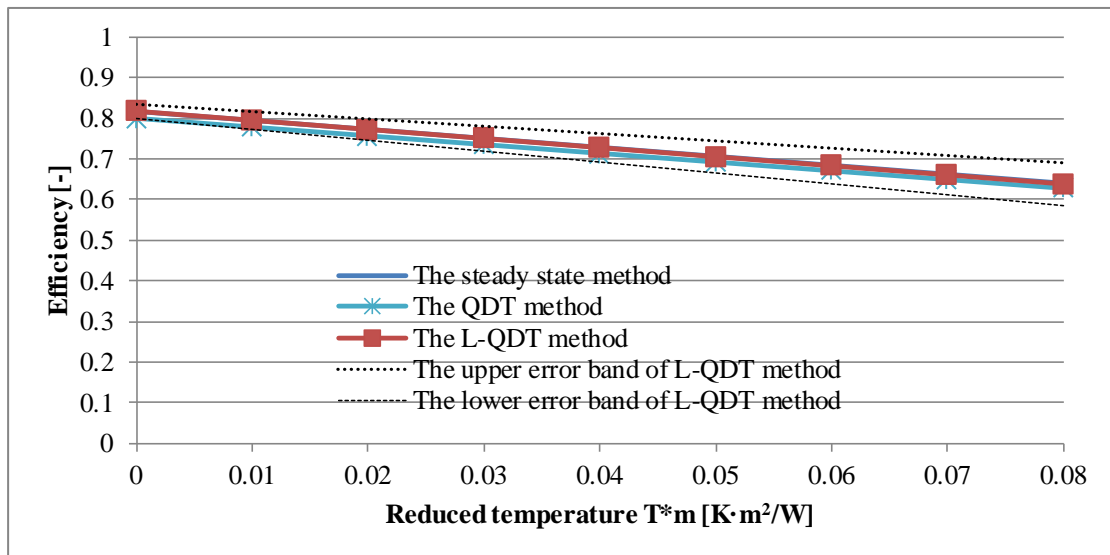 1
0.9
0.8
0.7
0.6
0.5
0.4
0.3
0.2
0.1
0
Efficiency [-]
The steady state method
The QDT method
The L-QDT method
The upper error band of L-QDT method
The lower error band of L-QDT method
0 0.01 0.02 0.03 0.04 0.05 0.06 0.07 0.08
Reduced temperature T*m [K·m²/W]